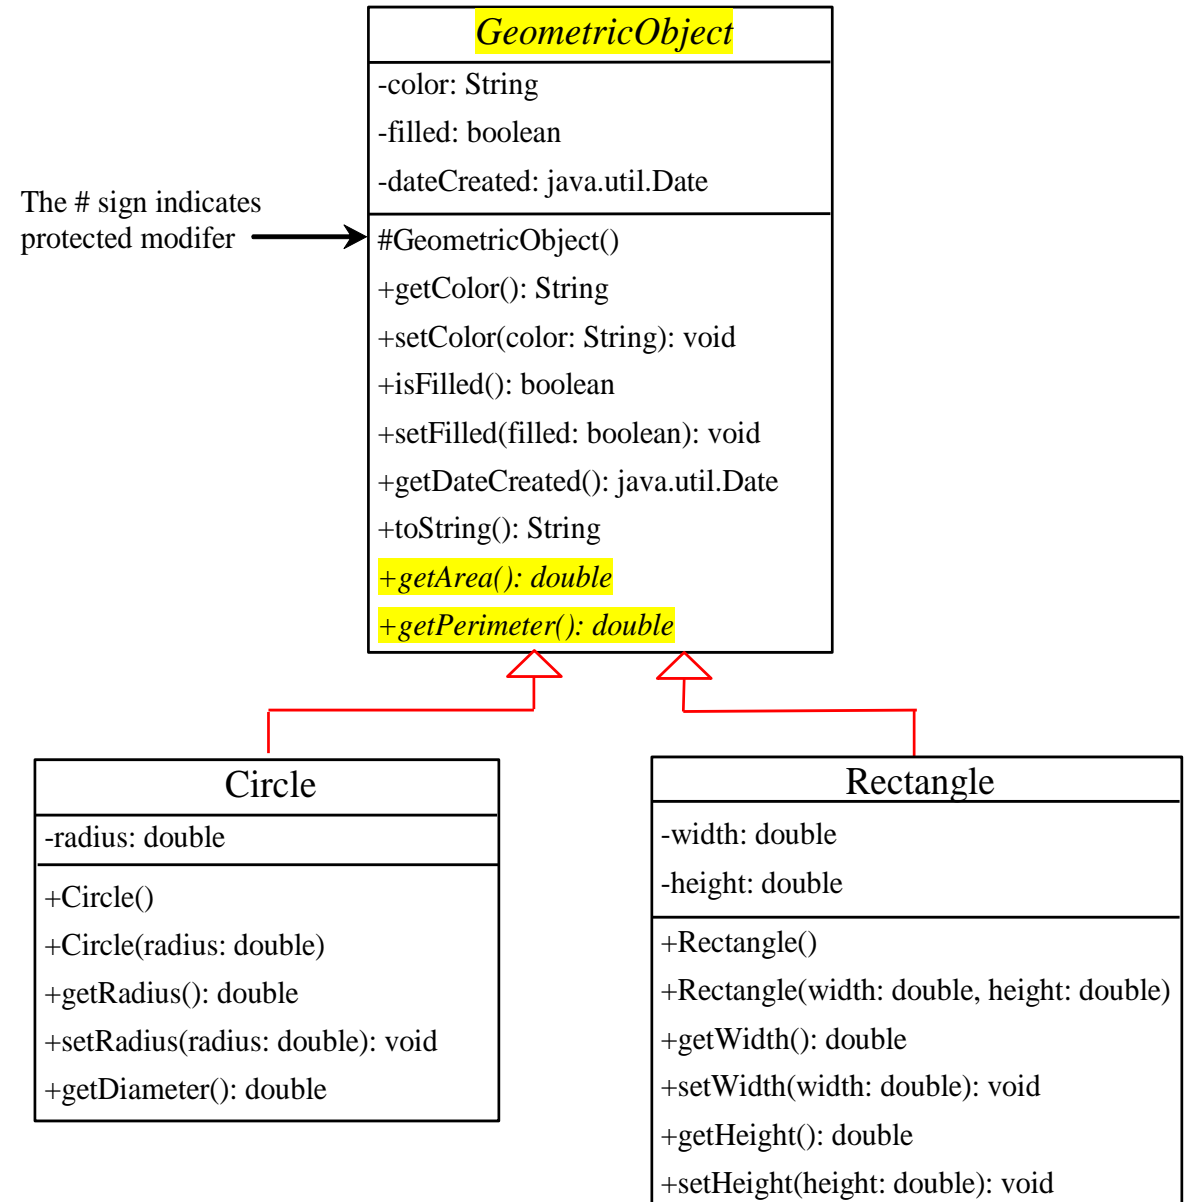 GeometricObject
-color: String
-filled: boolean
-dateCreated: java.util.Date
The # sign indicates
protected modifer
#GeometricObject()
+getColor(): String
+setColor(color: String): void
+isFilled(): boolean
+setFilled(filled: boolean): void
+getDateCreated(): java.util.Date
+toString(): String
+getArea(): double
+getPerimeter(): double
Circle
-radius: double
+Circle()
+Circle(radius: double)
+getRadius(): double
+setRadius(radius: double): void
+getDiameter(): double
Rectangle
-width: double
-height: double
+Rectangle()
+Rectangle(width: double, height: double)
+getWidth(): double
+setWidth(width: double): void
+getHeight(): double
+setHeight(height: double): void